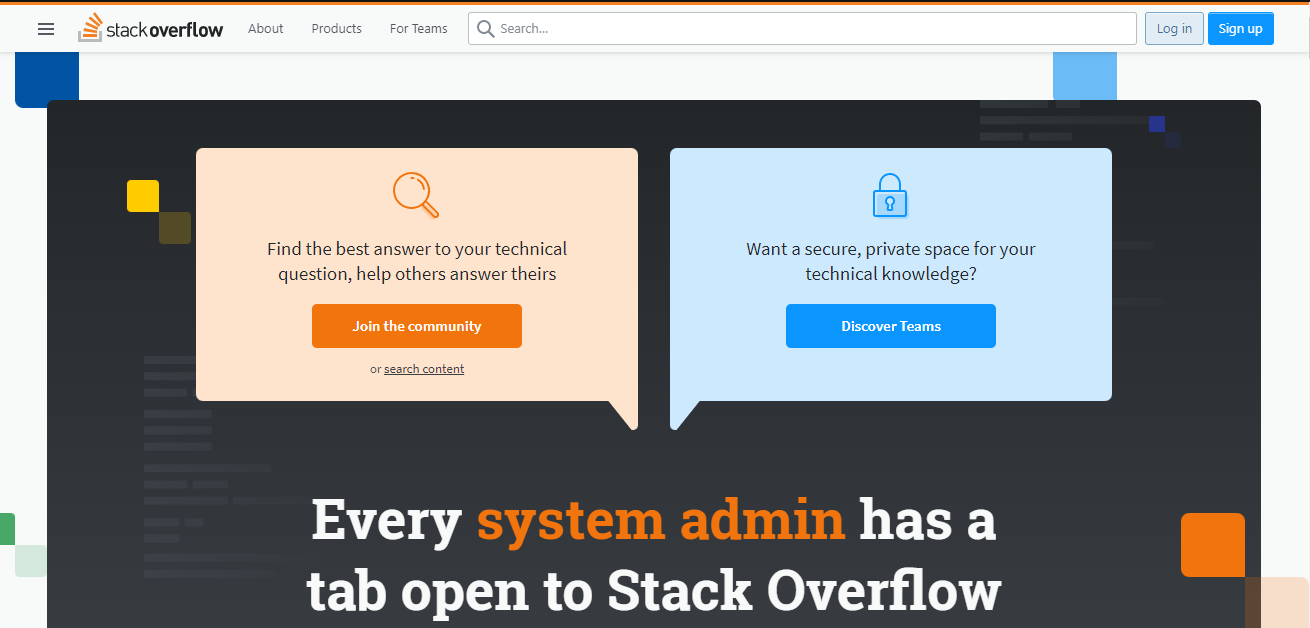 stackoverflow
About
Products
For Teams
Search...
Log in
Sign up
Find the best answer to your technical
question, help others answer theirs
Join the community
or search content
Want a secure, private space for your
technical knowledge?
Discover Teams
Every system admin has a
tab open to Stack Overflow